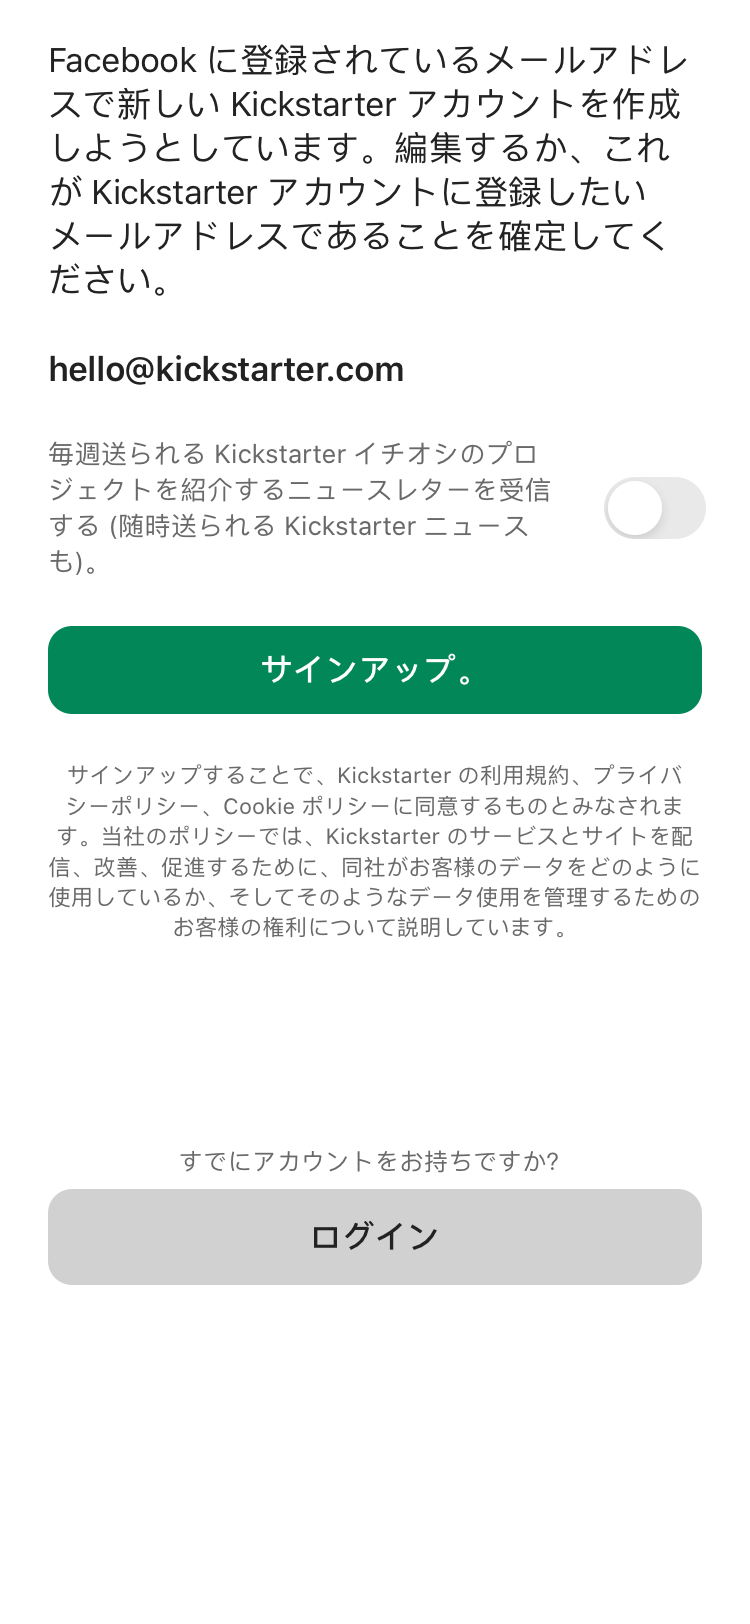 Facebook に登録されているメールアドレ
スで新しい Kickstarter アカウントを作成
しようとしています。編集するか、これ
が Kickstarter アカウントに登録したい
メールアドレスであることを確定してく
ださい。
hello@kickstarter.com
毎週送られる Kickstarter イチオシのプロ
ジェクトを紹介するニュースレターを受信
する (随時送られる Kickstarter ニュース
も)。
サインアップ。
サインアップすることで、Kickstarter の利用規約、プライバ
シーポリシー、Cookie ポリシーに同意するものとみなされま
す。当社のポリシーでは、Kickstarter のサービスとサイトを配
信、改善、促進するために、同社がお客様のデータをどのように
使用しているか、そしてそのようなデータ使用を管理するための
お客様の権利について説明しています。
すでにアカウントをお持ちですか?
ログイン